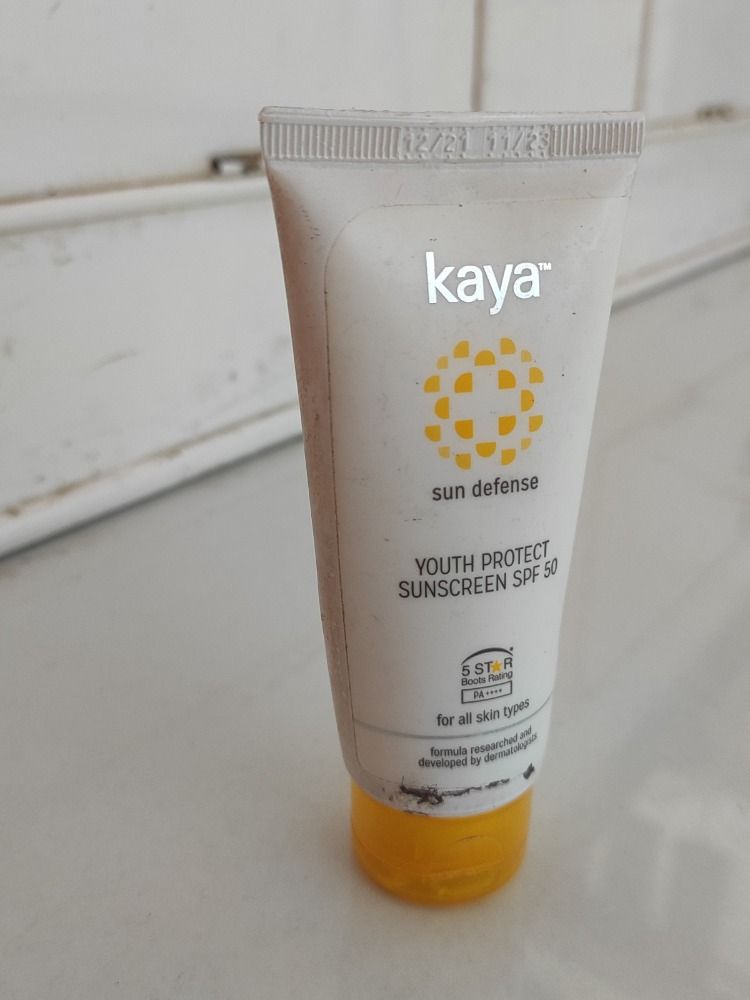 12/21 11/23
kaya™
sun defense
YOUTH PROTECT
SUNSCREEN SPF 50
5 ST★R
Boots Rating
PA ++++
for all skin types
formula researched and
developed by dermatologists